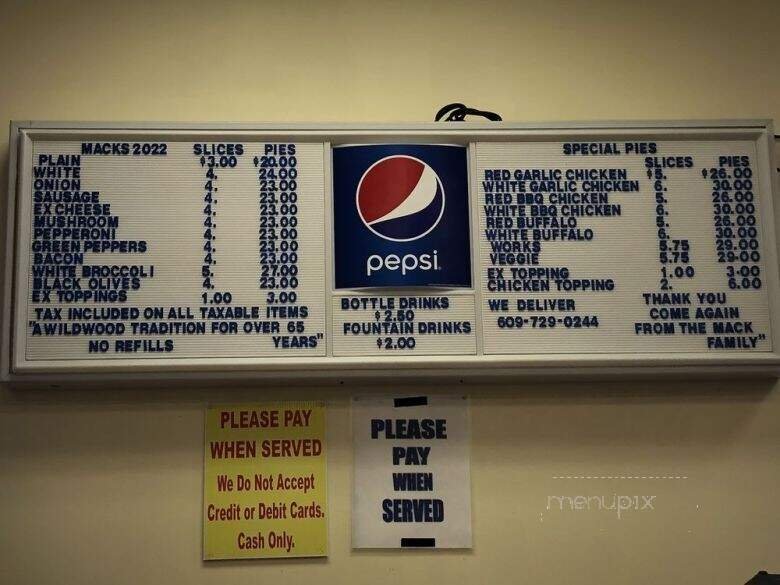 MACKS 2022 SLICES PIES
PLAIN $3.00 $20.00
WHITE 4. 24.00
ONION 4. 23.00
SAUSAGE 4. 23.00
EX CHEESE 4. 23.00
MUSHROOM 4. 23.00
PEPPERONI 4. 23.00
GREEN PEPPERS 4. 23.00
BACON 4. 23.00
WHITE BROCCOLI 5. 27.00
BLACK OLIVES 4. 23.00
EX TOPPINGS 1.00 3.00
TAX INCLUDED ON ALL TAXABLE ITEMS
"A WILDWOOD TRADITION FOR OVER 65
NO REFILLS YEARS"
pepsi
BOTTLE DRINKS
$2.50
FOUNTAIN DRINKS
$2.00
SPECIAL PIES
SLICES PIES
RED GARLIC CHICKEN $5. $26.00
WHITE GARLIC CHICKEN 6. 30.00
RED BBQ CHICKEN 5. 26.00
WHITE BBQ CHICKEN 6. 30.00
RED BUFFALO 6. 30.00
WHITE BUFFALO 6. 30.00
WORKS 5.75 29.00
VEGGIE 5.75 29-00
EX TOPPING 1.00 3-00
CHICKEN TOPPING 2. 6.00
WE DELIVER
609-729-0244
THANK YOU
COME AGAIN
FROM THE MACK
FAMILY"
PLEASE PAY
WHEN SERVED
We Do Not Accept
Credit or Debit Cards.
Cash Only.
PLEASE
PAY
WHEN
SERVED
menupix